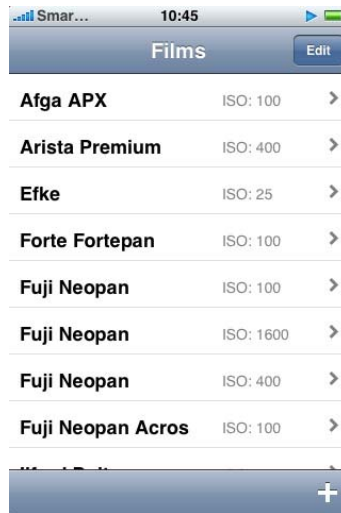 Smar... 10:45
Films Edit
Afga APX ISO: 100
Arista Premium ISO: 400
Efke ISO: 25
Forte Fortepan ISO: 100
Fuji Neopan ISO: 100
Fuji Neopan ISO: 1600
Fuji Neopan ISO: 400
Fuji Neopan Acros ISO: 100